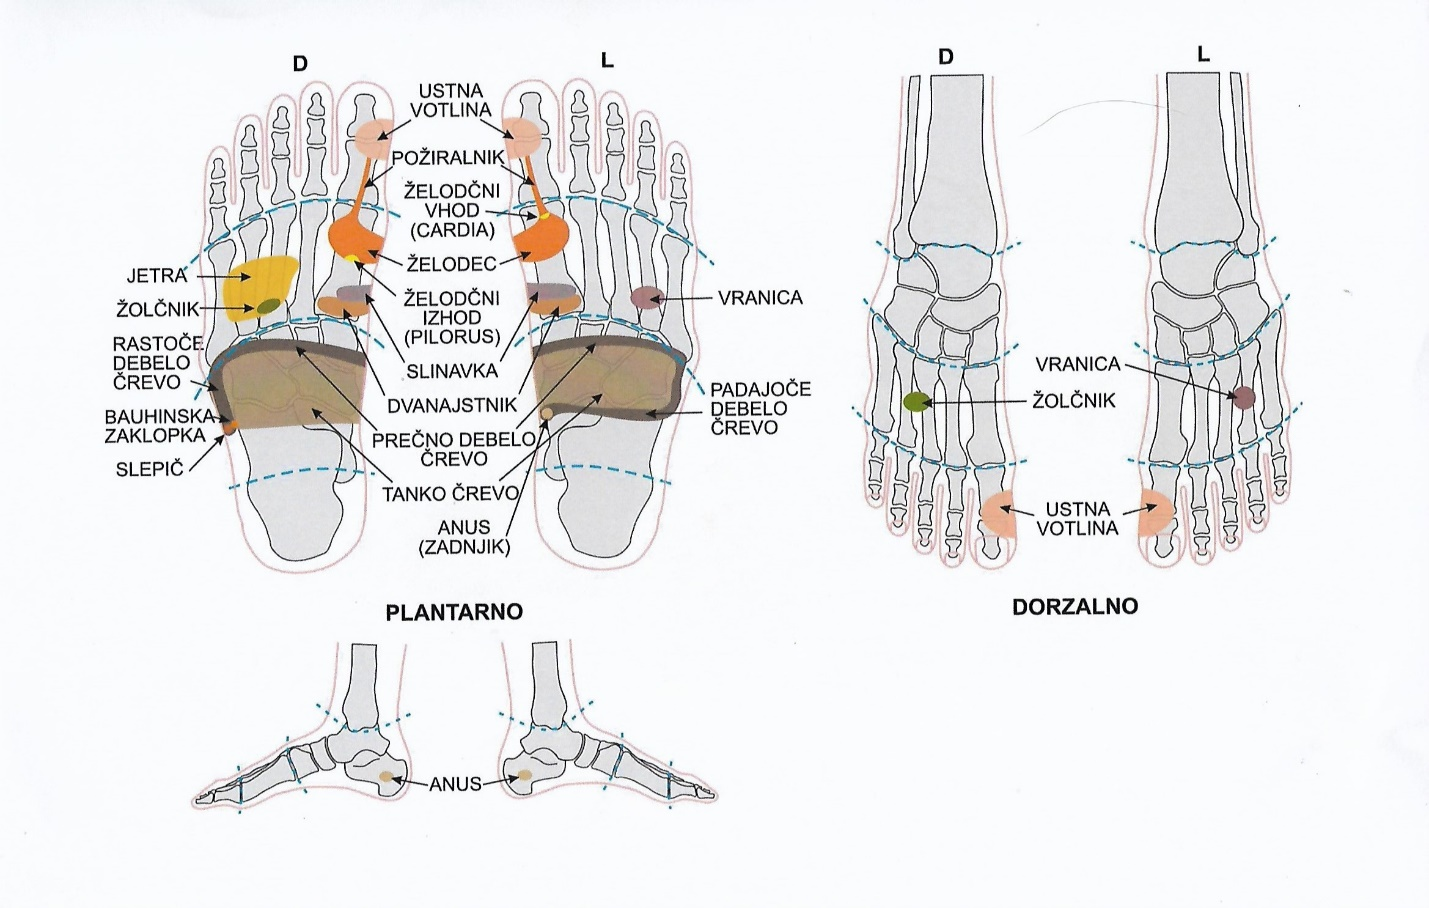 D
L
USTNA
VOTLINA
POŽIRALNIK
ŽELODČNI
VHOD
(CARDIA)
ŽELODEC
ŽELODČNI
IZHOD
(PILORUS)
SLINAVKA
DVANAJSTNIK
PREČNO DEBELO
ČREVO
TANKO ČREVO
ANUS
(ZADNJIK)
JETRA
ŽOLČNIK
RASTOČE
DEBELO
ČREVO
BAUHINSKA
ZAKLOPKA
SLEPIČ
VRANICA
PADAJOČE
DEBELO
ČREVO
PLANTARNO
ANUS
D
L
VRANICA
ŽOLČNIK
USTNA
VOTLINA
DORZALNO